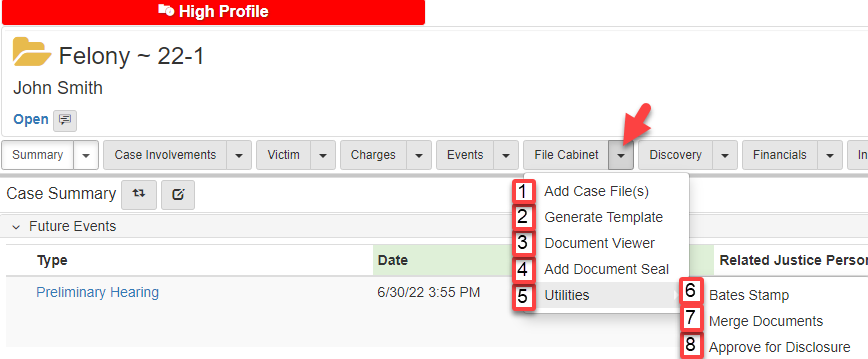 High Profile
Felony ~ 22-1
John Smith
Open
Summary Case Involvements Victim Charges Events File Cabinet Discovery Financials In
Case Summary
1 Add Case File(s)
2 Generate Template
Future Events
3 Document Viewer
Type Date Related Justice Person
4 Add Document Seal
Preliminary Hearing 6/30/22 3:55 PM
5 Utilities
6 Bates Stamp
7 Merge Documents
8 Approve for Disclosure